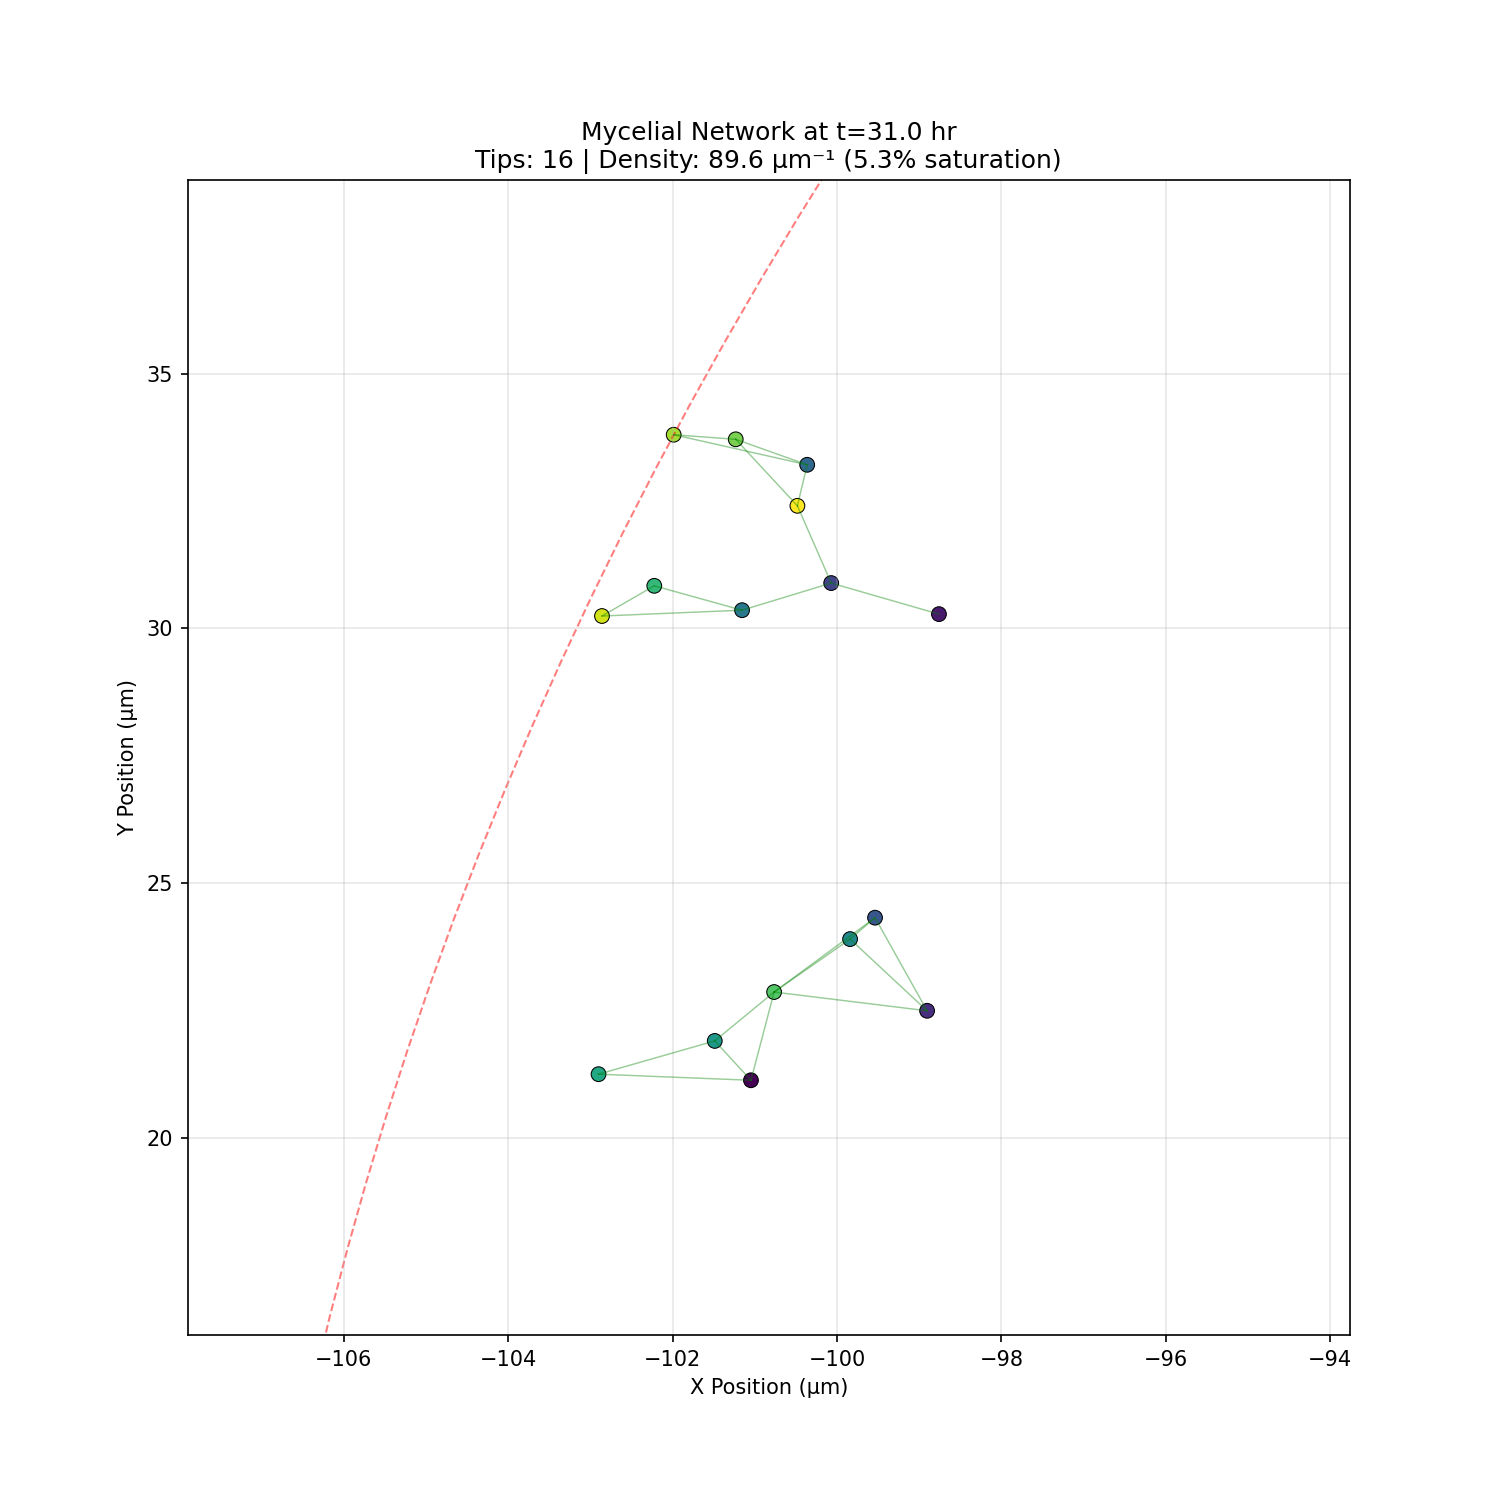 Mycelial Network at t=31.0 hr
Tips: 16 | Density: 89.6 μm⁻¹ (5.3% saturation)
35
30
25
20
Y Position (μm)
−106
−104
−102
−100
−98
−96
−94
X Position (μm)